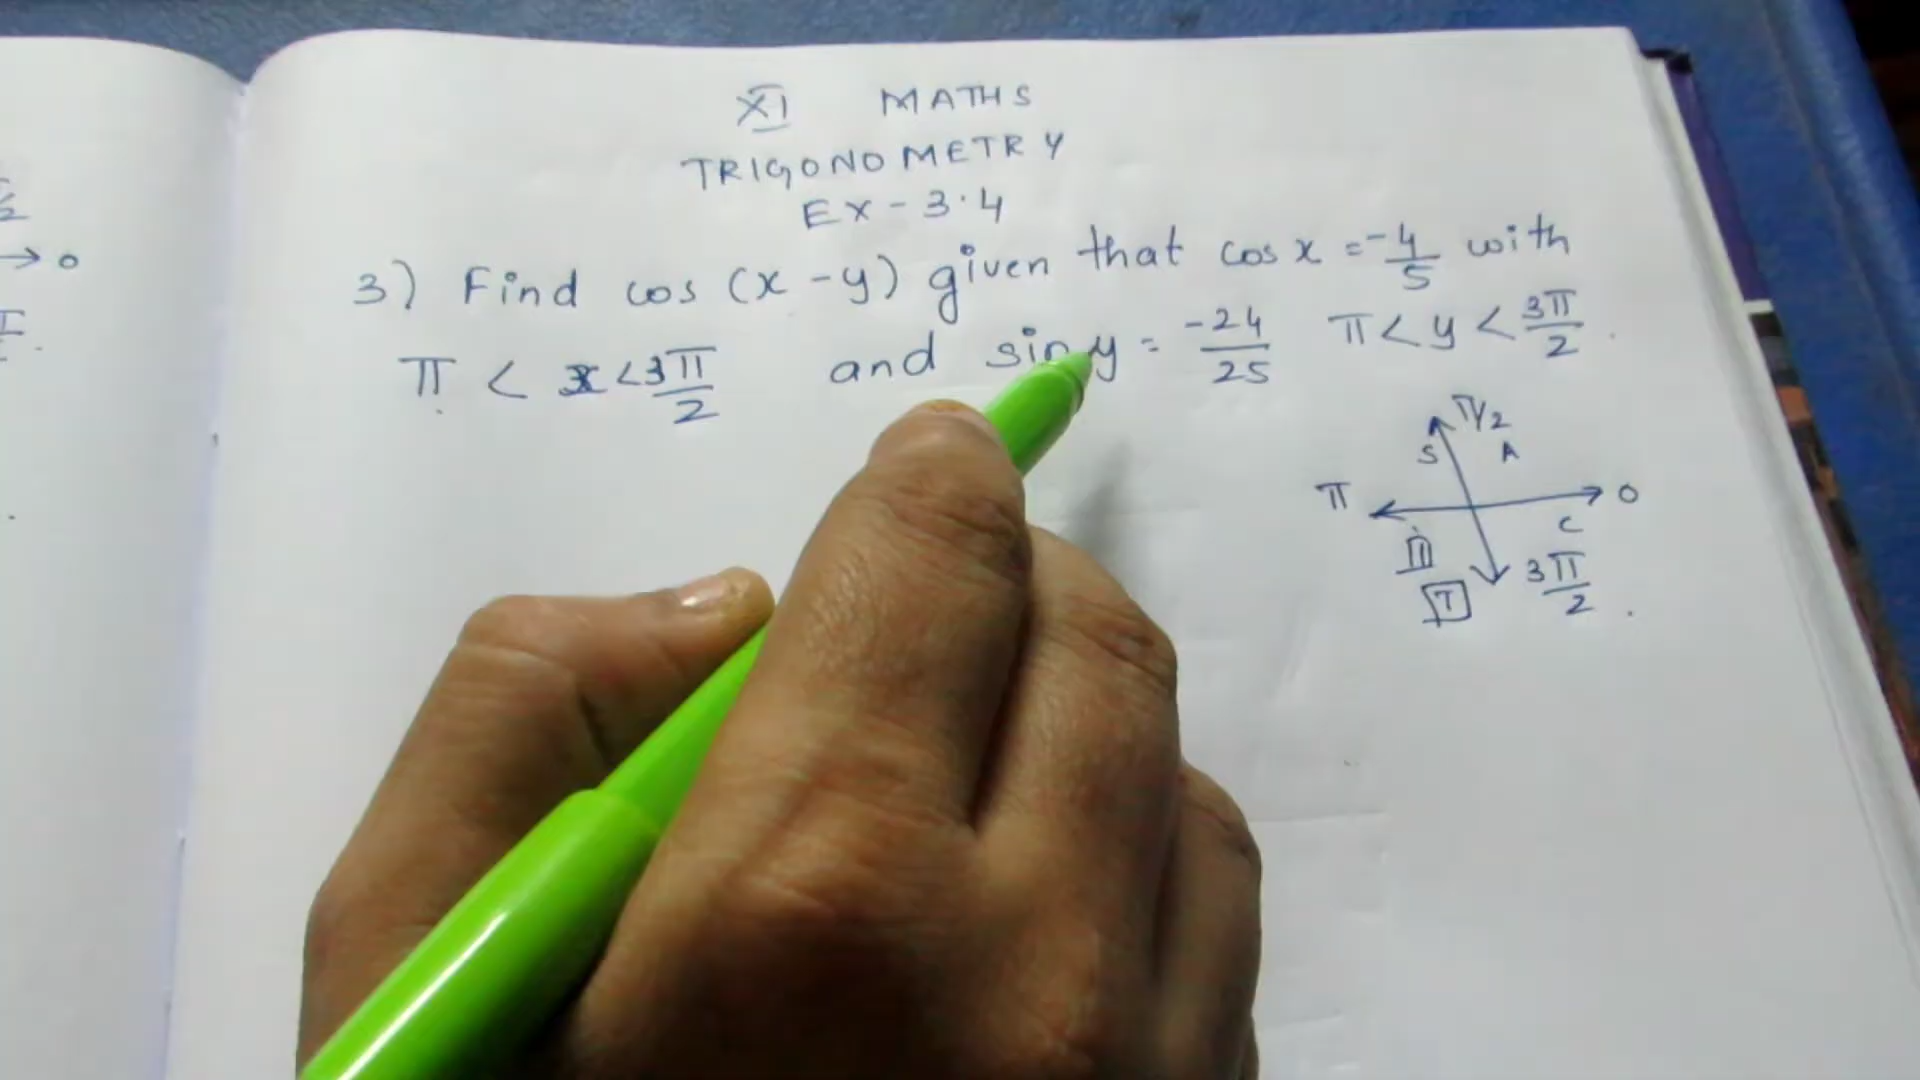 XI MATHS
TRIGONOMETRY
EX - 3.4
3) Find cos (x - y) given that cos x = -4/5 with
π < x < 3π/2 and sin y = -24/25 π < y < 3π/2.
π/2
S A
π 0
C
III
T 3π/2.
→ 0